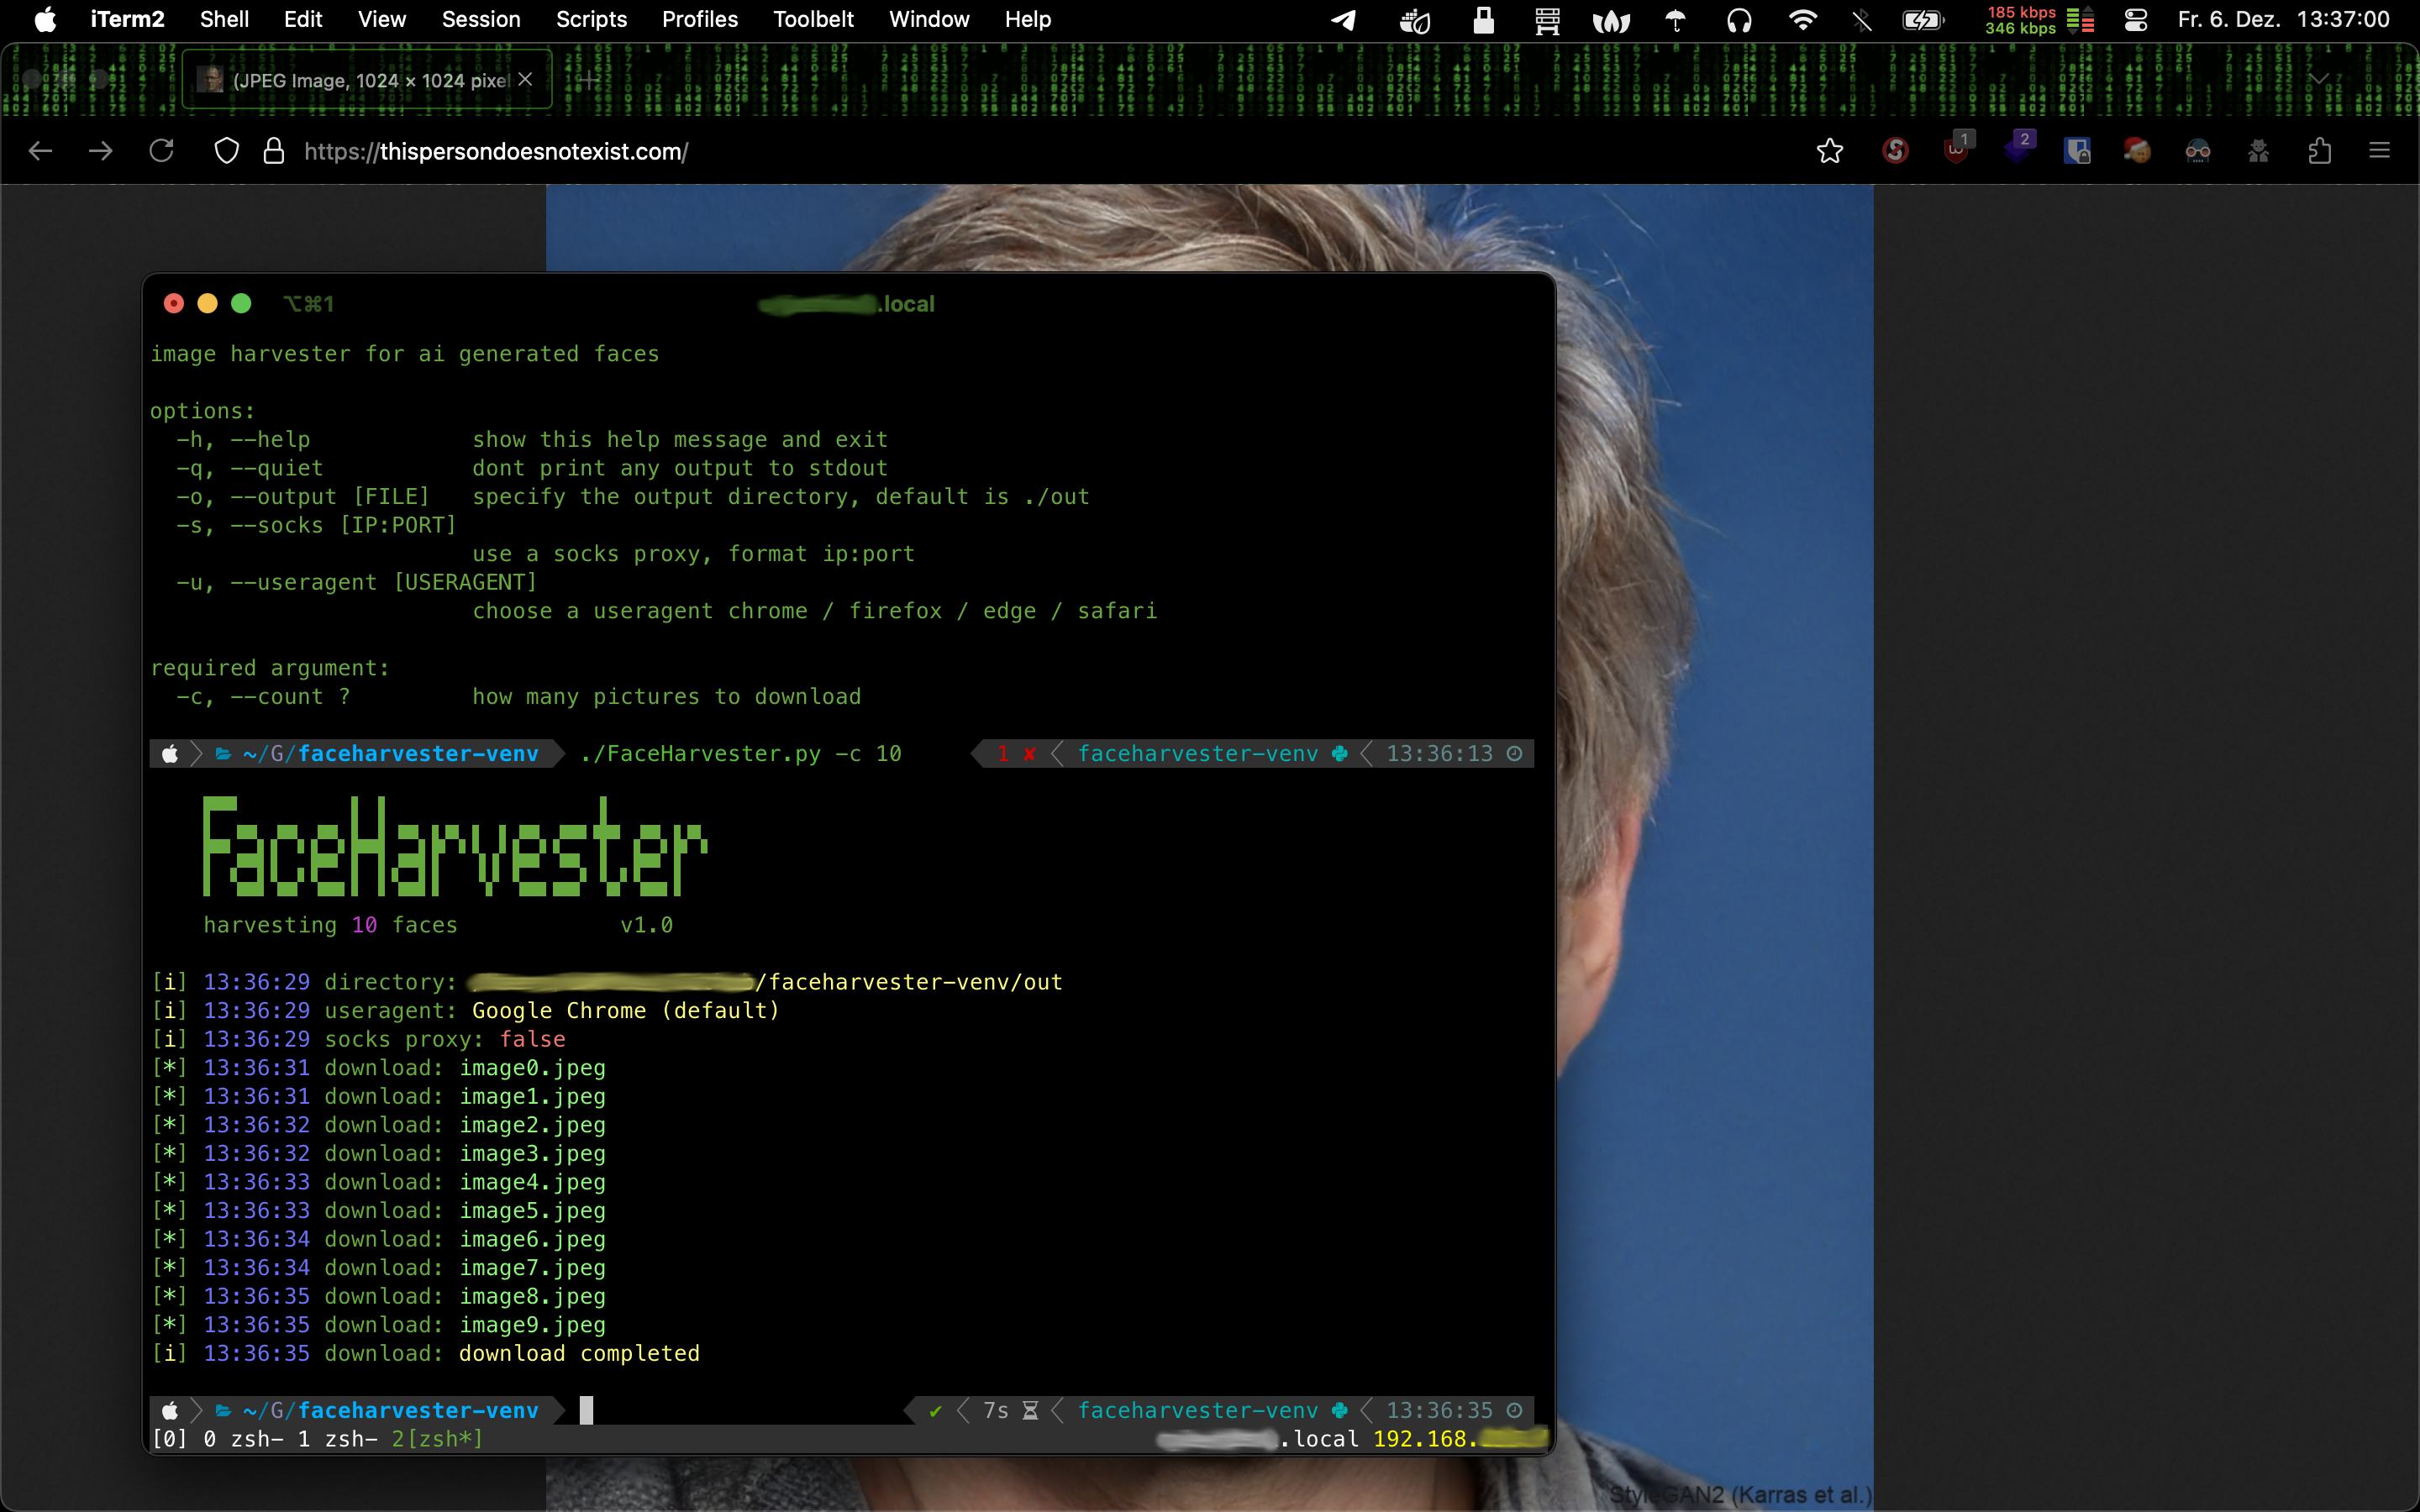 iTerm2 Shell Edit View Session Scripts Profiles Toolbelt Window Help 185 kbps 346 kbps Fr. 6. Dez. 13:37:00
(JPEG Image, 1024 × 1024 pixel
https://thispersondoesnotexist.com/ 1 2
⌥⌘1 .local
image harvester for ai generated faces
options:
-h, --help show this help message and exit
-q, --quiet dont print any output to stdout
-o, --output [FILE] specify the output directory, default is ./out
-s, --socks [IP:PORT]
use a socks proxy, format ip:port
-u, --useragent [USERAGENT]
choose a useragent chrome / firefox / edge / safari
required argument:
-c, --count ? how many pictures to download
~/G/faceharvester-venv ./FaceHarvester.py -c 10 1 ✘ faceharvester-venv 13:36:13
FaceHarvester
harvesting 10 faces v1.0
[i] 13:36:29 directory: /faceharvester-venv/out
[i] 13:36:29 useragent: Google Chrome (default)
[i] 13:36:29 socks proxy: false
[*] 13:36:31 download: image0.jpeg
[*] 13:36:31 download: image1.jpeg
[*] 13:36:32 download: image2.jpeg
[*] 13:36:32 download: image3.jpeg
[*] 13:36:33 download: image4.jpeg
[*] 13:36:33 download: image5.jpeg
[*] 13:36:34 download: image6.jpeg
[*] 13:36:34 download: image7.jpeg
[*] 13:36:35 download: image8.jpeg
[*] 13:36:35 download: image9.jpeg
[i] 13:36:35 download: download completed
~/G/faceharvester-venv ✔ 7s faceharvester-venv 13:36:35
[0] 0 zsh- 1 zsh- 2[zsh*] .local 192.168.
StyleGAN2 (Karras et al.)